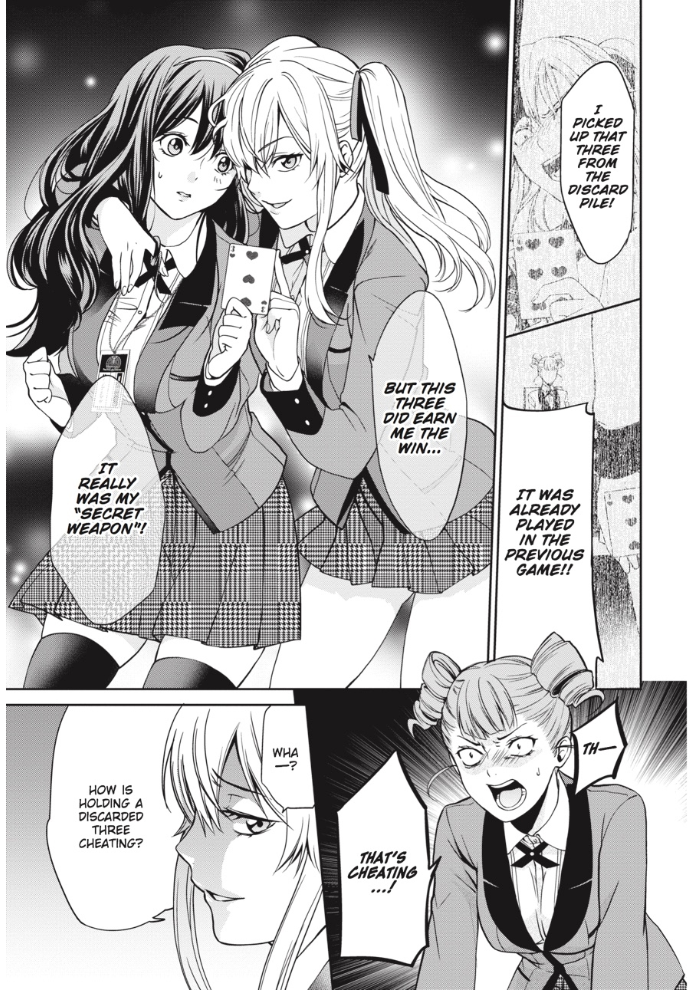 I
PICKED
UP THAT
THREE
FROM
THE
DISCARD
PILE!
IT WAS
ALREADY
PLAYED
IN THE
PREVIOUS
GAME!!
BUT THIS
THREE
DID EARN
ME THE
WIN...
IT
REALLY
WAS MY
"SECRET
WEAPON"!
TH—
THAT'S
CHEATING
...!
WHA
—?
HOW IS
HOLDING A
DISCARDED
THREE
CHEATING?